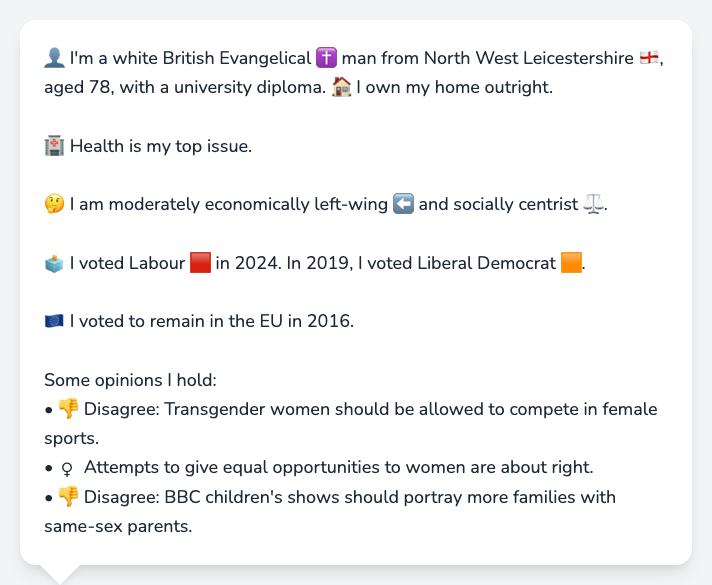 👤 I'm a white British Evangelical ✝️ man from North West Leicestershire 🏴󠁧󠁢󠁥󠁮󠁧󠁿,
aged 78, with a university diploma. 🏠 I own my home outright.
🏥 Health is my top issue.
🤔 I am moderately economically left-wing ⬅️ and socially centrist ⚖️.
🗳️ I voted Labour 🟥 in 2024. In 2019, I voted Liberal Democrat 🟧.
🇪🇺 I voted to remain in the EU in 2016.
Some opinions I hold:
• 👎 Disagree: Transgender women should be allowed to compete in female
sports.
• ♀ Attempts to give equal opportunities to women are about right.
• 👎 Disagree: BBC children's shows should portray more families with
same-sex parents.